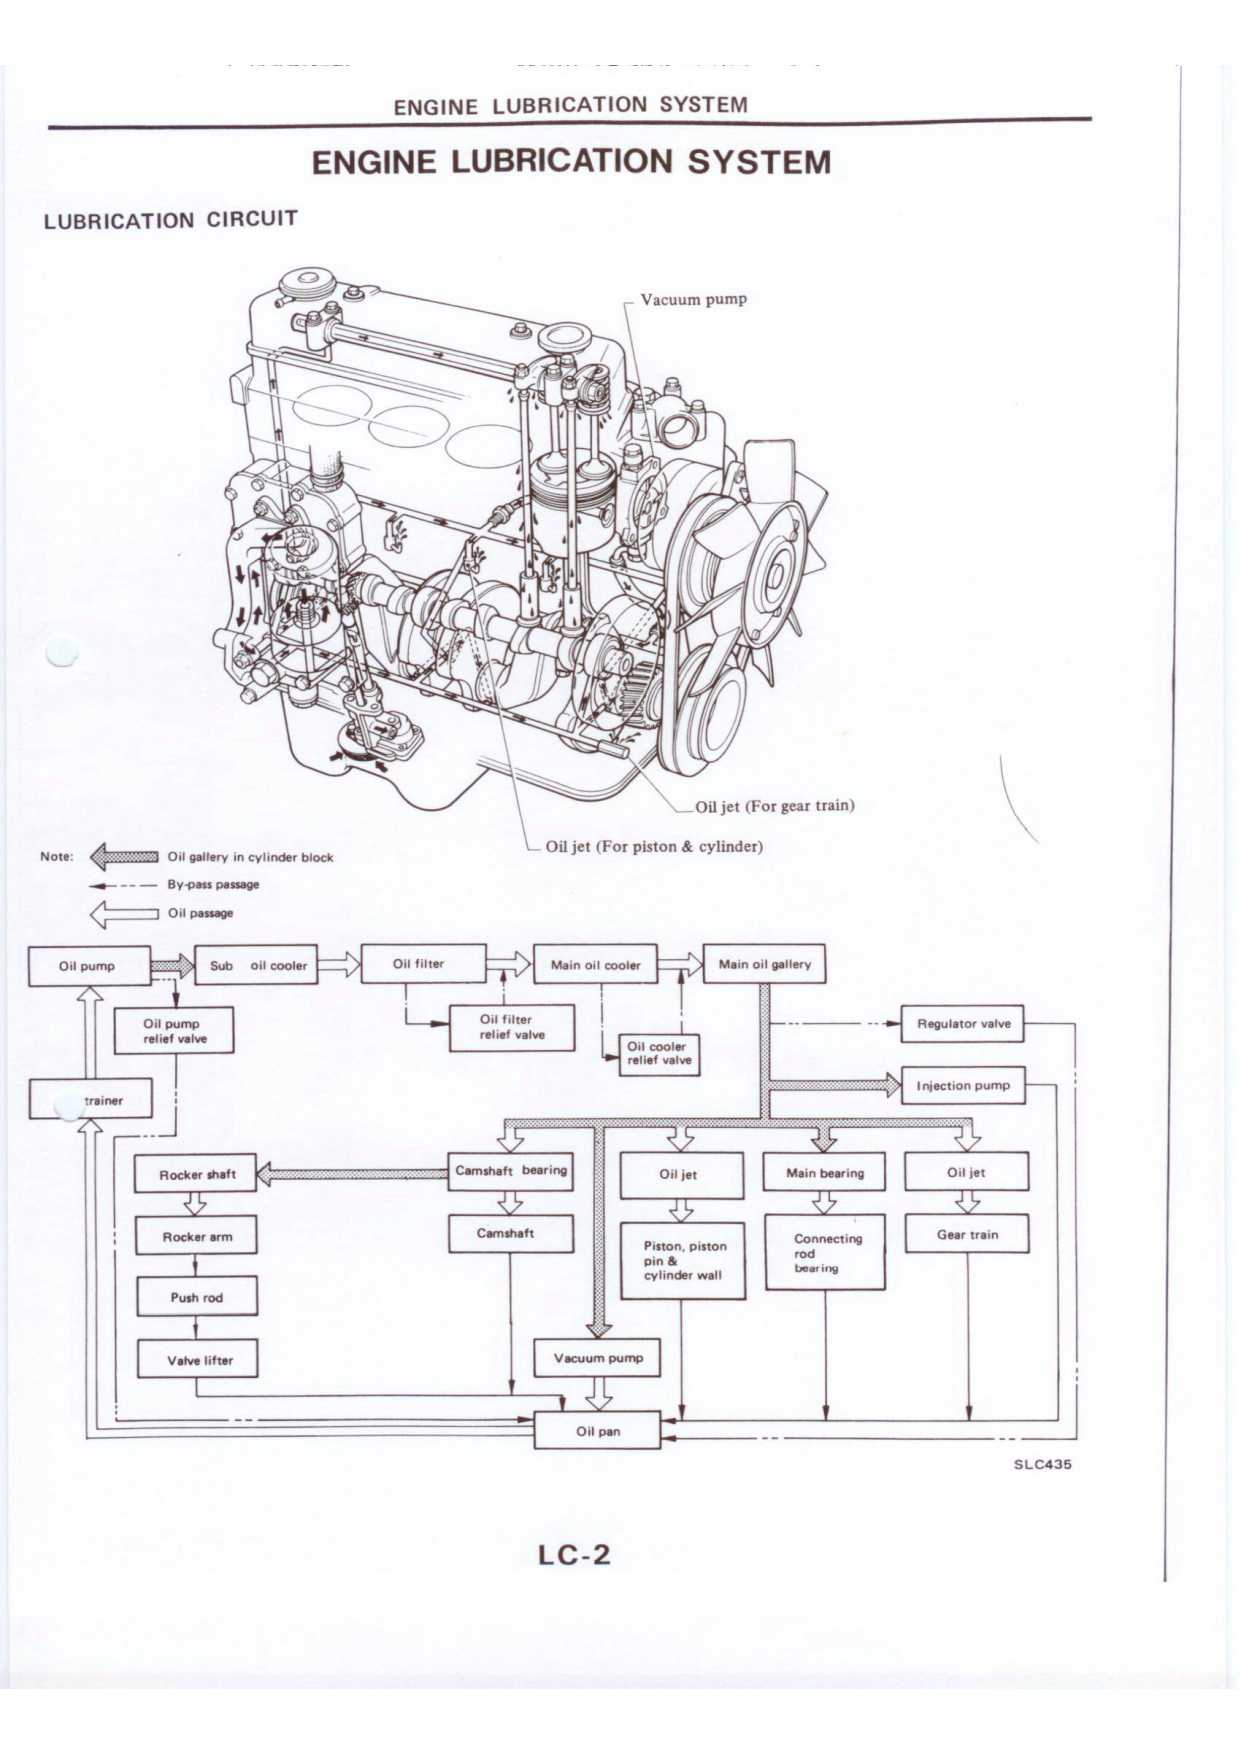 ENGINE LUBRICATION SYSTEM
ENGINE LUBRICATION SYSTEM
LUBRICATION CIRCUIT
Vacuum pump
Oil jet (For gear train)
Oil jet (For piston & cylinder)
Note:
Oil gallery in cylinder block
By-pass passage
Oil passage
Oil pump
Sub oil cooler
Oil filter
Main oil cooler
Main oil gallery
Oil pump
relief valve
Oil filter
relief valve
Oil cooler
relief valve
Regulator valve
Injection pump
trainer
Rocker shaft
Camshaft bearing
Oil jet
Main bearing
Oil jet
Rocker arm
Camshaft
Piston, piston
pin &
cylinder wall
Connecting
rod
bearing
Gear train
Push rod
Valve lifter
Vacuum pump
Oil pan
SLC435
LC-2